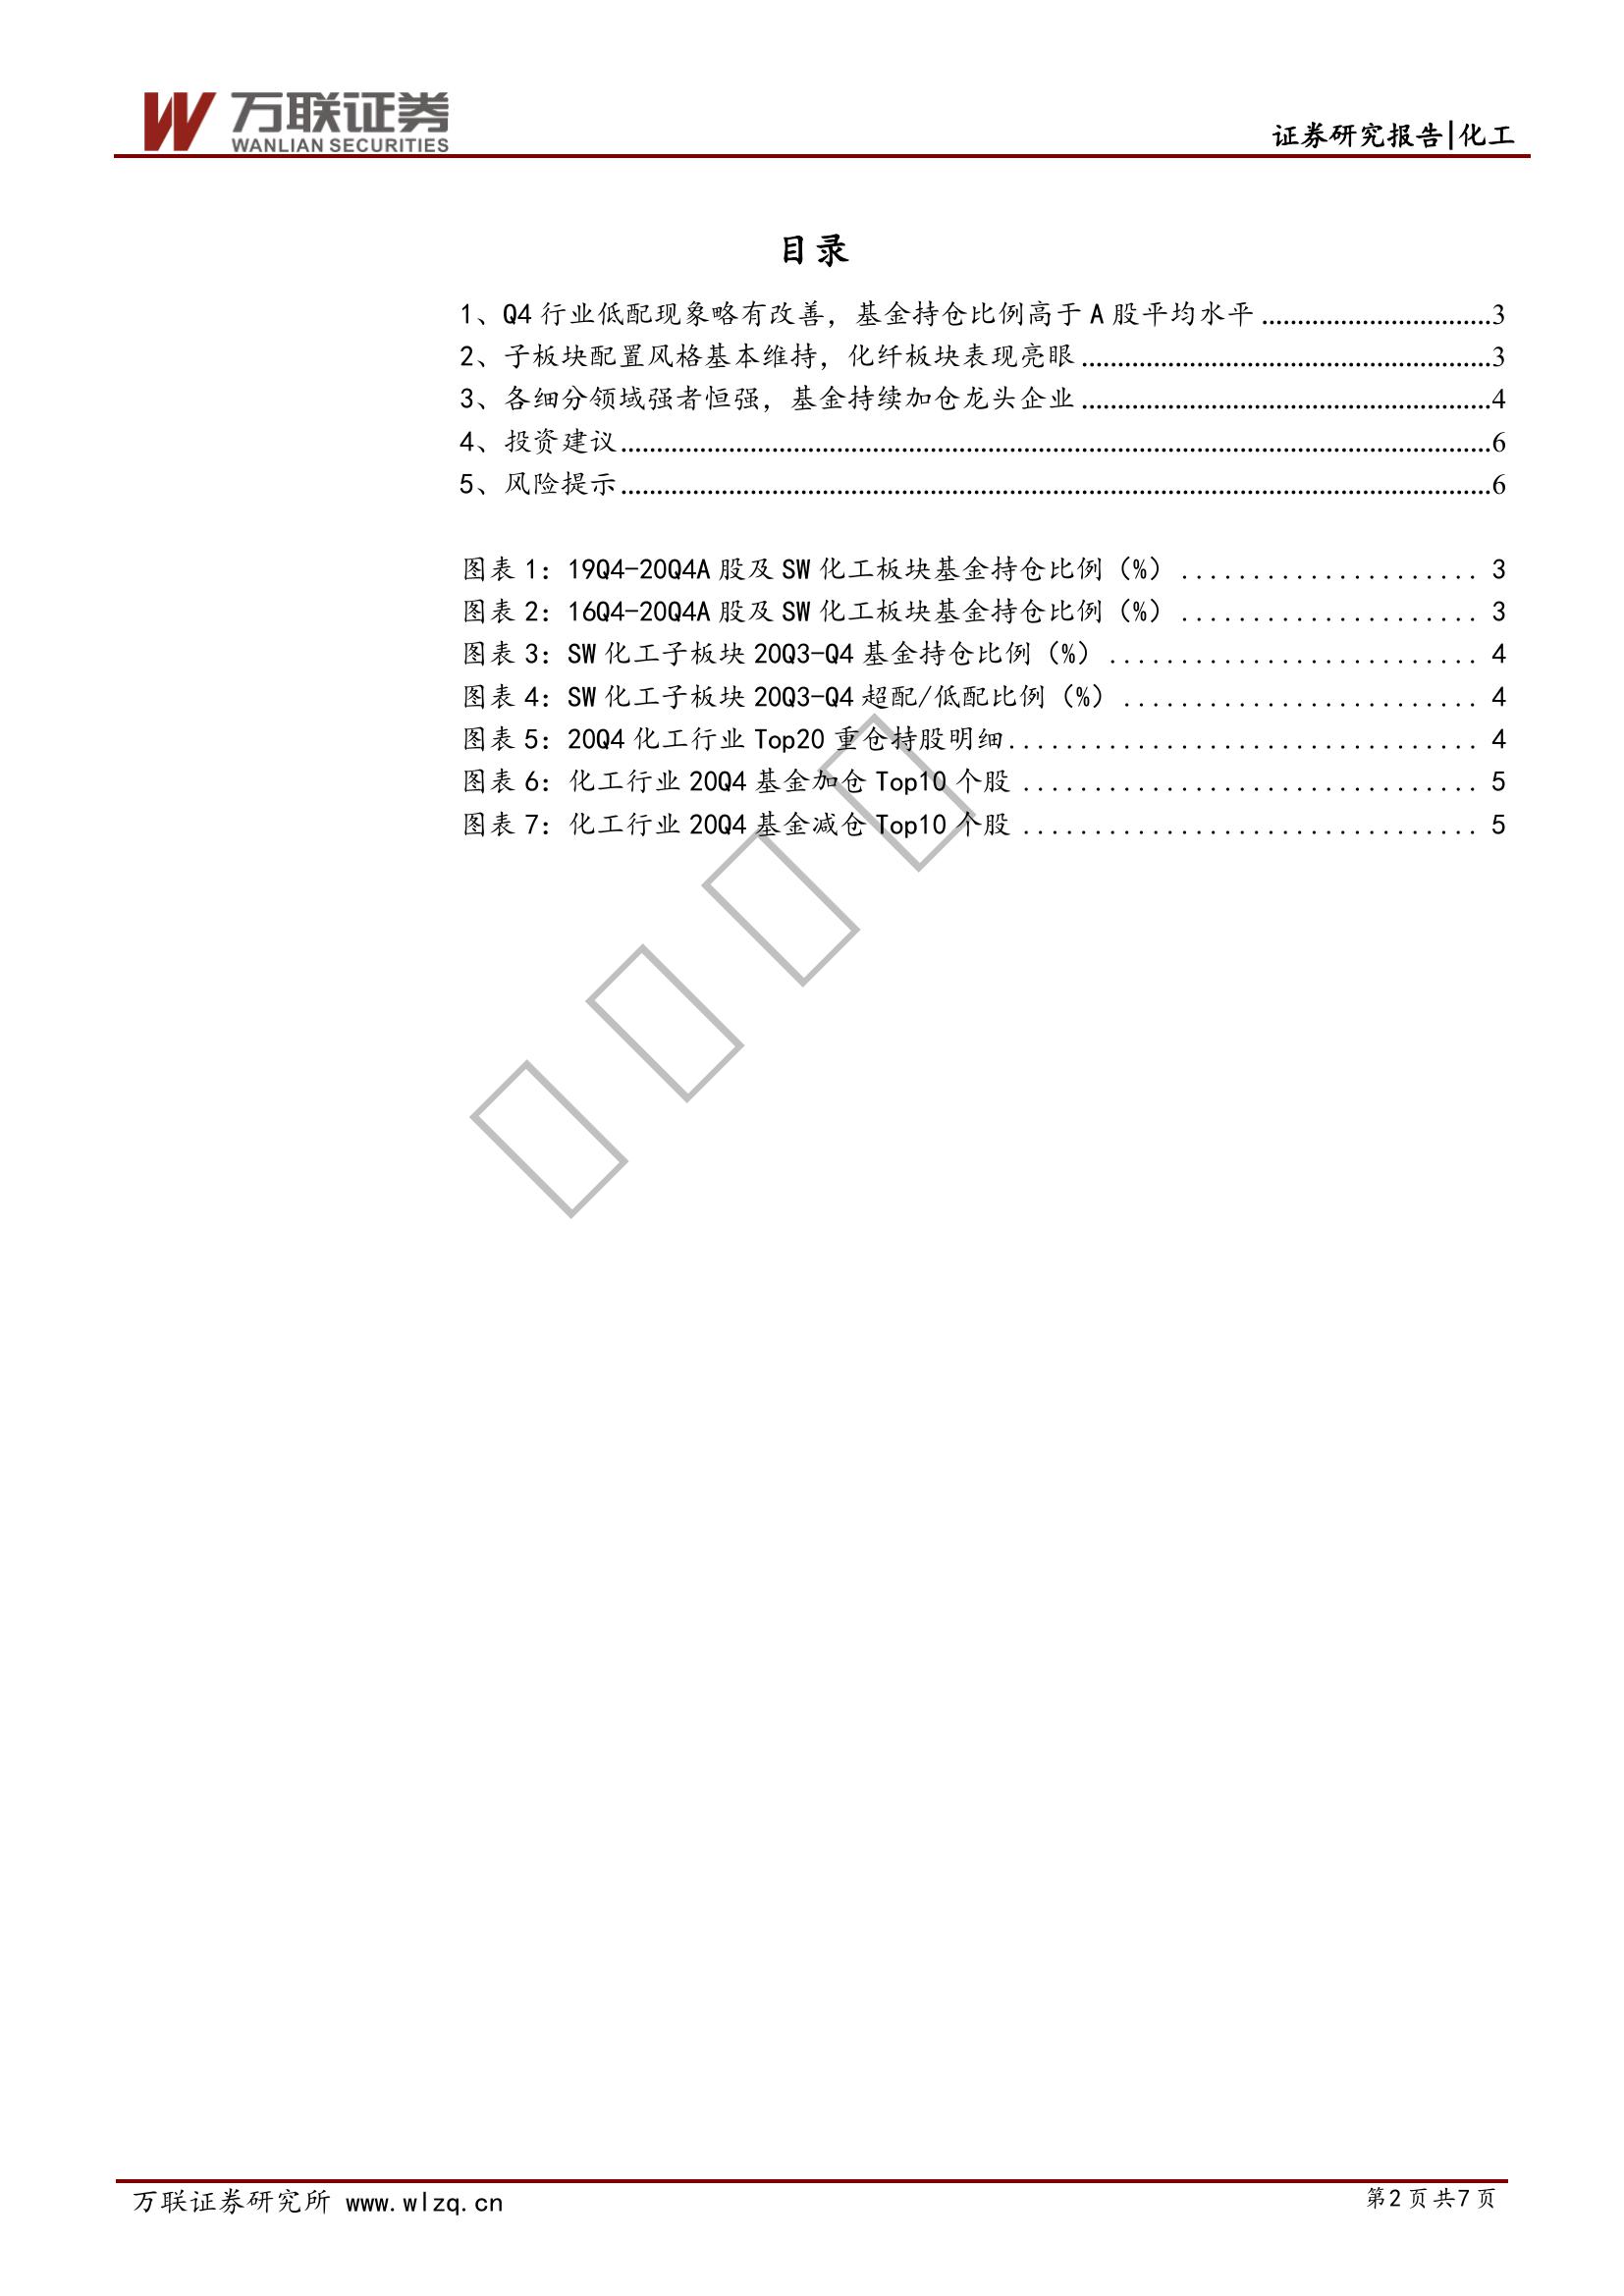 万联证券
WANLIAN SECURITIES
证券研究报告|化工
目录
1、Q4 行业低配现象略有改善，基金持仓比例高于 A 股平均水平 ................................3
2、子板块配置风格基本维持，化纤板块表现亮眼 .........................................................3
3、各细分领域强者恒强，基金持续加仓龙头企业 .........................................................4
4、投资建议.........................................................................................................................6
5、风险提示.........................................................................................................................6
图表 1：19Q4-20Q4A 股及 SW 化工板块基金持仓比例（%） ..................... 3
图表 2：16Q4-20Q4A 股及 SW 化工板块基金持仓比例（%） ..................... 3
图表 3：SW 化工子板块 20Q3-Q4 基金持仓比例（%） .......................... 4
图表 4：SW 化工子板块 20Q3-Q4 超配/低配比例（%） ......................... 4
图表 5：20Q4 化工行业 Top20 重仓持股明细................................. 4
图表 6：化工行业 20Q4 基金加仓 Top10 个股 ................................ 5
图表 7：化工行业 20Q4 基金减仓 Top10 个股 ................................ 5
万联证券研究所 www.wlzq.cn
第2页共7页